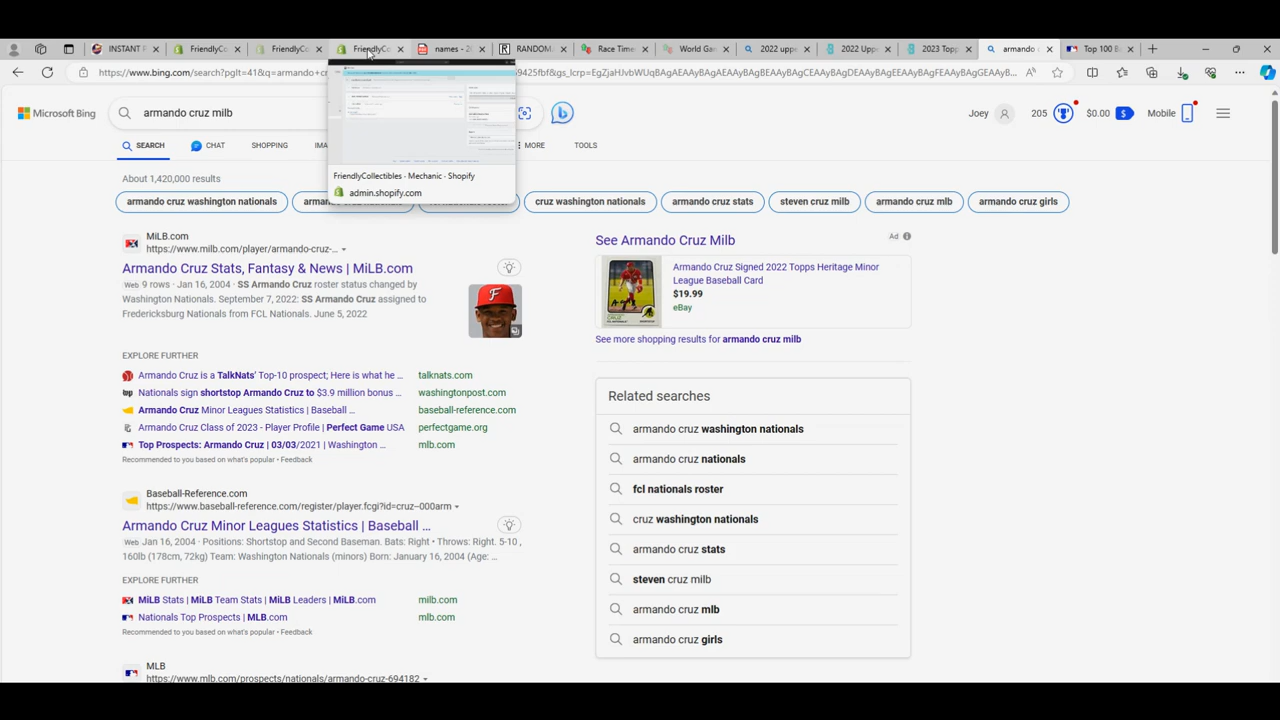 INSTANT
FriendlyCo
FriendlyCo
FriendlyCo
names - 20
RANDOM
Race Time
World Gam
2022 uppe
2022 Upp
2023 Topp
armando c
Top 100 B
armando cruz milb
Microsoft Bing
Joey
205
$0.00
Mobile
SEARCH
CHAT
SHOPPING
IMA
MORE
TOOLS
FriendlyCollectibles · Mechanic · Shopify
admin.shopify.com
About 1,420,000 results
armando cruz washington nationals
cruz washington nationals
armando cruz stats
steven cruz milb
armando cruz mlb
armando cruz girls
MiLB.com
https://www.milb.com/player/armando-cruz-...
Armando Cruz Stats, Fantasy & News | MiLB.com
Web 9 rows · Jan 16, 2004 · SS Armando Cruz roster status changed by
Washington Nationals. September 7, 2022: SS Armando Cruz assigned to
Fredericksburg Nationals from FCL Nationals. June 5, 2022
EXPLORE FURTHER
Armando Cruz is a TalkNats' Top-10 prospect; Here is what he ... talknats.com
Nationals sign shortstop Armando Cruz to $3.9 million bonus ... washingtonpost.com
Armando Cruz Minor Leagues Statistics | Baseball ... baseball-reference.com
Armando Cruz Class of 2023 - Player Profile | Perfect Game USA perfectgame.org
Top Prospects: Armando Cruz | 03/03/2021 | Washington ... mlb.com
Recommended to you based on what's popular • Feedback
Baseball-Reference.com
https://www.baseball-reference.com/register/player.fcgi?id=cruz--000arm
Armando Cruz Minor Leagues Statistics | Baseball ...
Web Jan 16, 2004 · Positions: Shortstop and Second Baseman. Bats: Right • Throws: Right. 5-10 ,
160lb (178cm, 72kg) Team: Washington Nationals (minors) Born: January 16, 2004 (Age: ...
EXPLORE FURTHER
MiLB Stats | MiLB Team Stats | MiLB Leaders | MiLB.com milb.com
Nationals Top Prospects | MLB.com mlb.com
Recommended to you based on what's popular • Feedback
MLB
https://www.mlb.com/prospects/nationals/armando-cruz-694182
See Armando Cruz Milb
Ad
Armando Cruz Signed 2022 Topps Heritage Minor
League Baseball Card
$19.99
eBay
See more shopping results for armando cruz milb
Related searches
armando cruz washington nationals
armando cruz nationals
fcl nationals roster
cruz washington nationals
armando cruz stats
steven cruz milb
armando cruz mlb
armando cruz girls